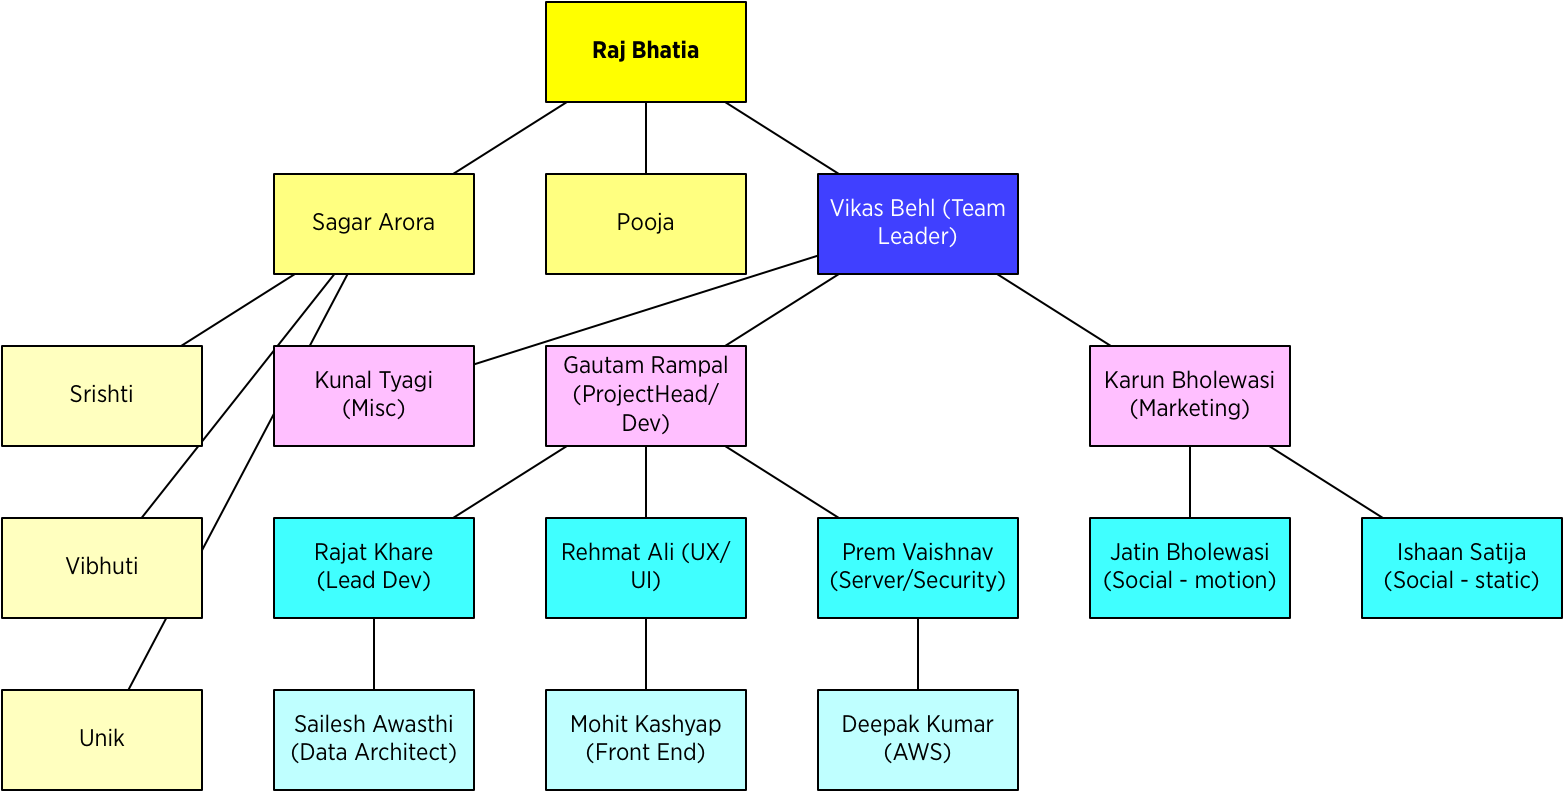 Raj Bhatia
Sagar Arora
Pooja
Vikas Behl (Team
Leader)
Srishti
Kunal Tyagi
(Misc)
Gautam Rampal
(ProjectHead/
Dev)
Karun Bholewasi
(Marketing)
Vibhuti
Rajat Khare
(Lead Dev)
Rehmat Ali (UX/
UI)
Prem Vaishnav
(Server/Security)
Jatin Bholewasi
(Social - motion)
Ishaan Satija
(Social - static)
Unik
Sailesh Awasthi
(Data Architect)
Mohit Kashyap
(Front End)
Deepak Kumar
(AWS)